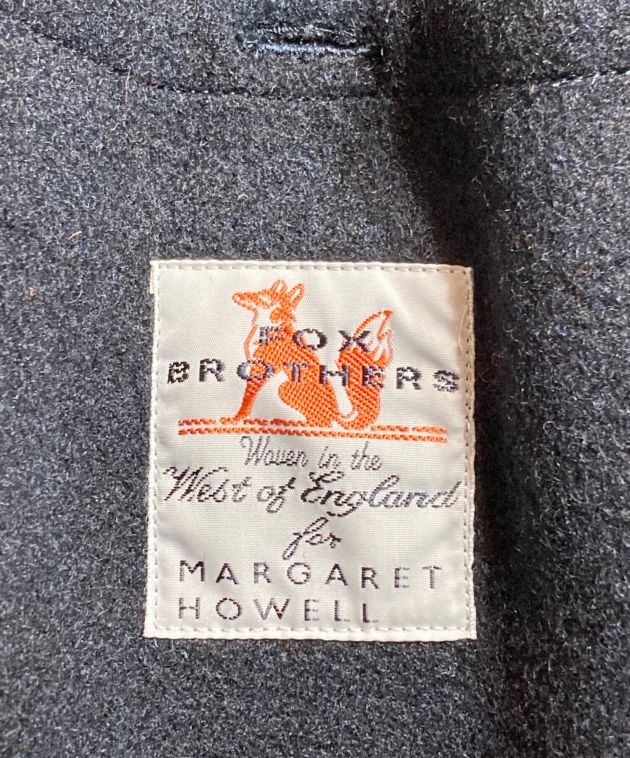 FOX
BROTHERS
Woven in the
West of England
for
MARGARET
HOWELL